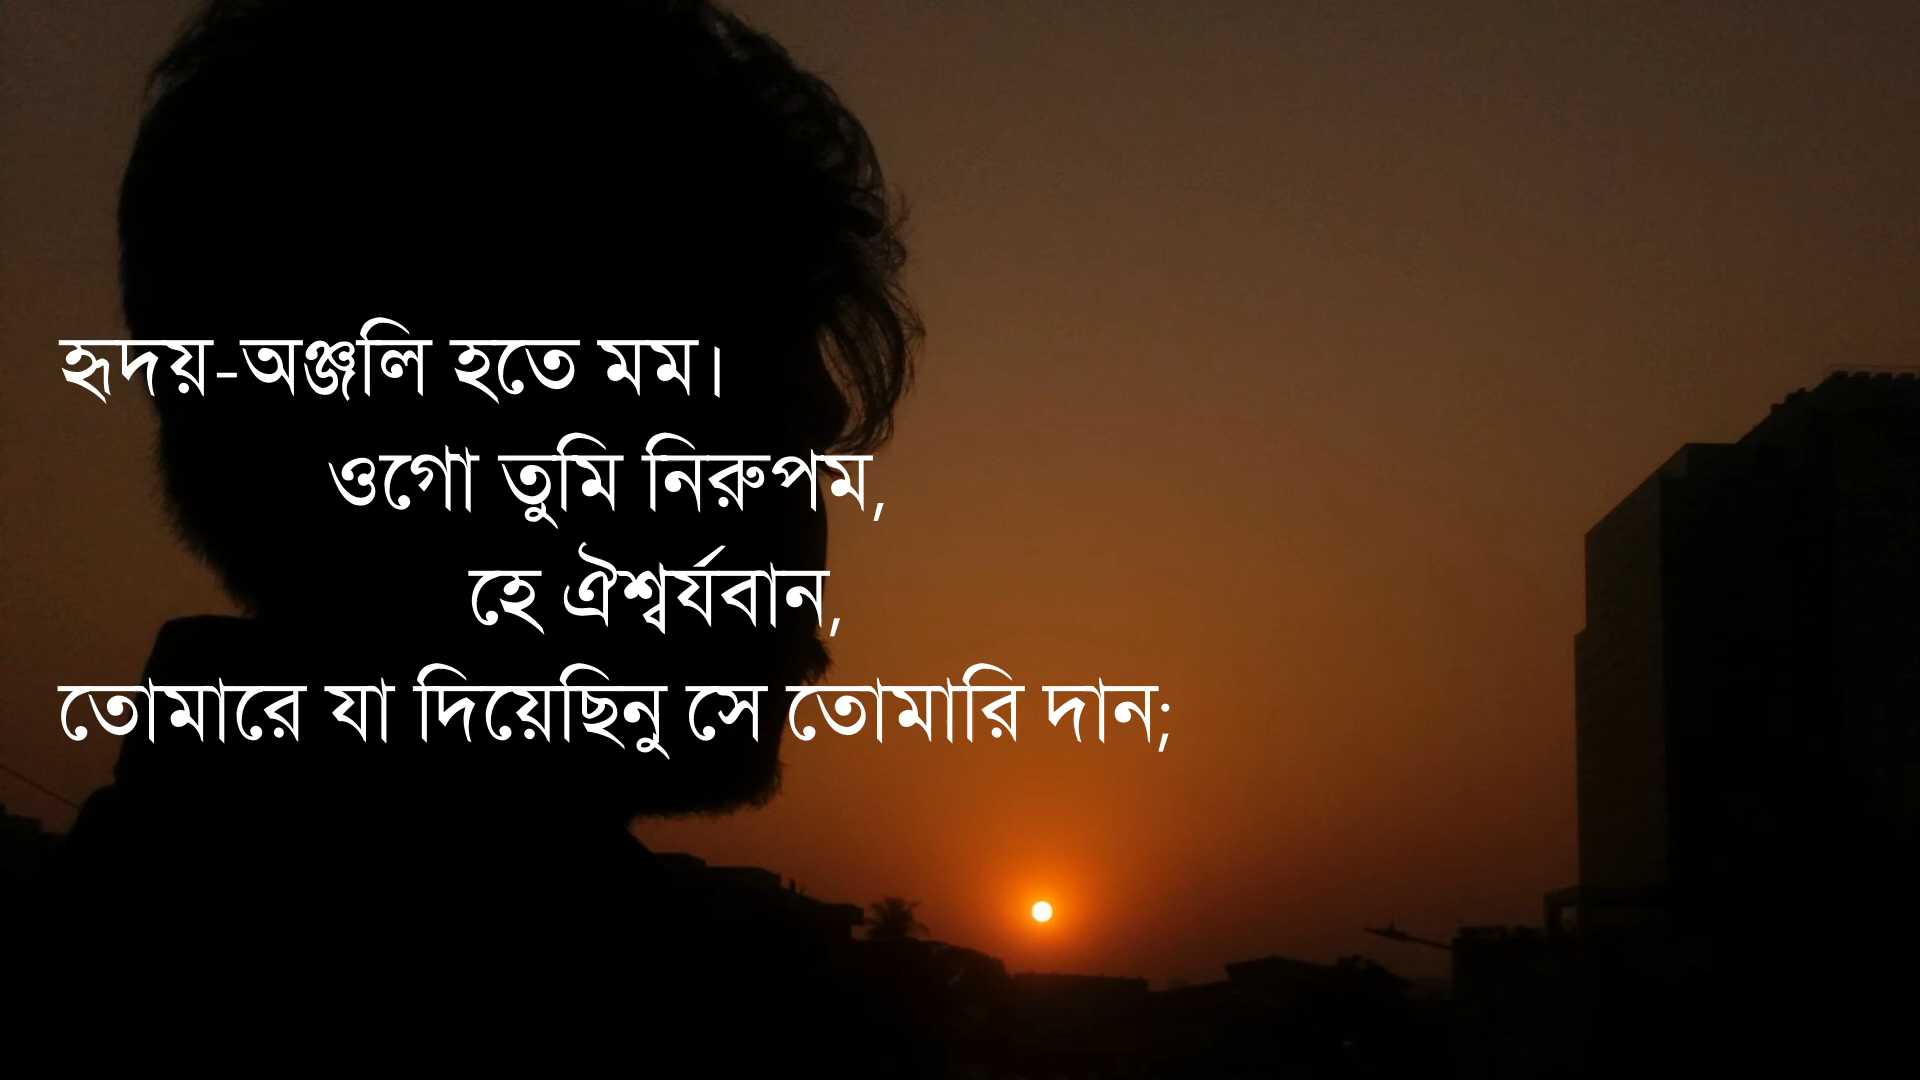 হৃদয়-অঞ্জলি হতে মম।
ওগো তুমি নিরুপম,
হে ঐশ্বর্যবান,
তোমারে যা দিয়েছিনু সে তোমারি দান;